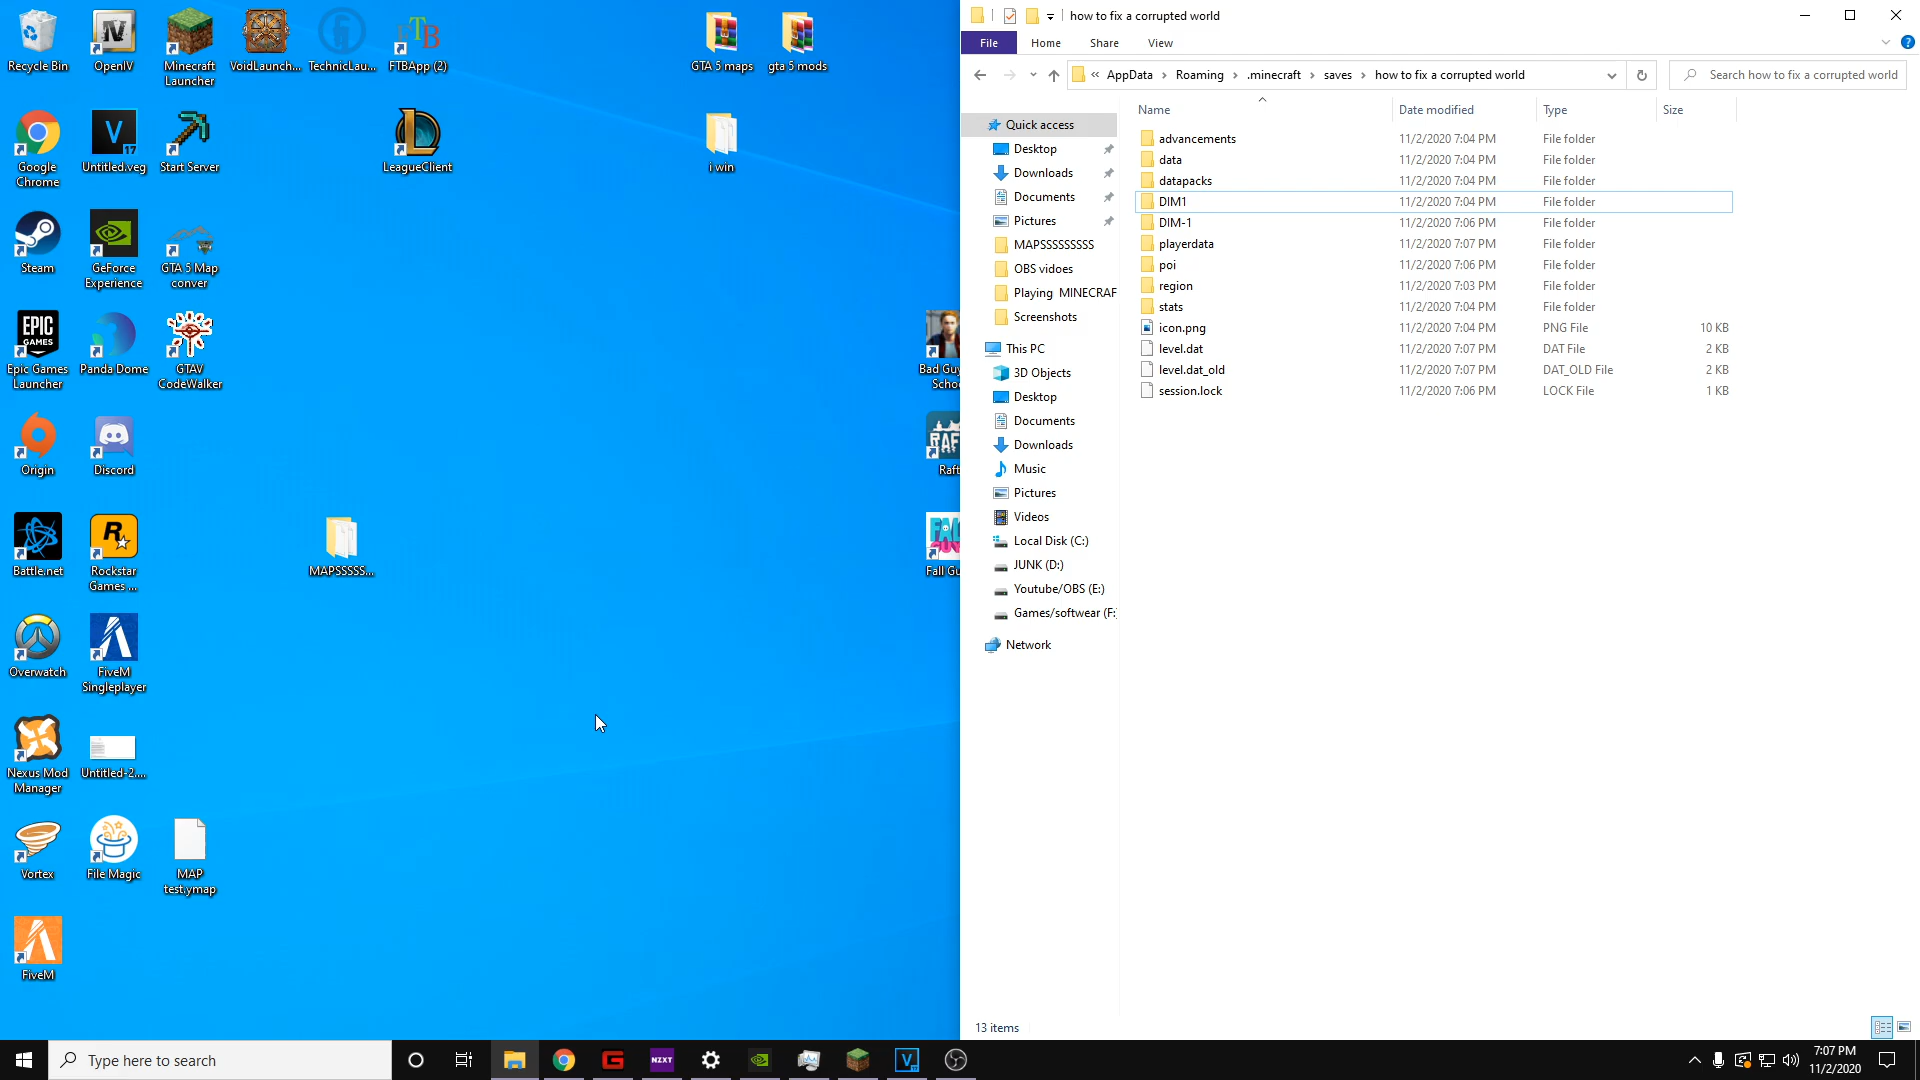 Recycle Bin
OpenIV
Minecraft
Launcher
VoidLaunch...
TechnicLau...
FTBApp (2)
GTA 5 maps
gta 5 mods
Google
Chrome
17
Untitled.veg
Start Server
LeagueClient
i win
Steam
GeForce
Experience
GTA 5 Map
conver
EPIC
GAMES
Epic Games
Launcher
Panda Dome
GTAV
CodeWalker
Bad Guy
Schoo
Origin
Discord
RAF
Raft
Battle.net
Rockstar
Games ...
MAPSSSSS...
Fall Gu
Overwatch
FiveM
Singleplayer
Nexus Mod
Manager
Untitled-2....
Vortex
File Magic
MAP
test.ymap
FiveM
how to fix a corrupted world
File
Home
Share
View
« AppData > Roaming > .minecraft > saves > how to fix a corrupted world
Search how to fix a corrupted world
Name
Date modified
Type
Size
Quick access
Desktop
Downloads
Documents
Pictures
MAPSSSSSSSSS
OBS vidoes
Playing MINECRAF
Screenshots
This PC
3D Objects
Desktop
Documents
Downloads
Music
Pictures
Videos
Local Disk (C:)
JUNK (D:)
Youtube/OBS (E:)
Games/softwear (F:
Network
advancements 11/2/2020 7:04 PM File folder
data 11/2/2020 7:04 PM File folder
datapacks 11/2/2020 7:04 PM File folder
DIM1 11/2/2020 7:04 PM File folder
DIM-1 11/2/2020 7:06 PM File folder
playerdata 11/2/2020 7:07 PM File folder
poi 11/2/2020 7:06 PM File folder
region 11/2/2020 7:03 PM File folder
stats 11/2/2020 7:04 PM File folder
icon.png 11/2/2020 7:04 PM PNG File 10 KB
level.dat 11/2/2020 7:07 PM DAT File 2 KB
level.dat_old 11/2/2020 7:07 PM DAT_OLD File 2 KB
session.lock 11/2/2020 7:06 PM LOCK File 1 KB
13 items
Type here to search
NZXT
7:07 PM
11/2/2020